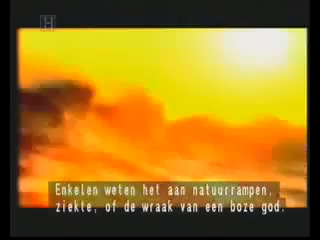 H
Enkelen weten het aan natuurrampen,
ziekte, of de wraak van een boze god.